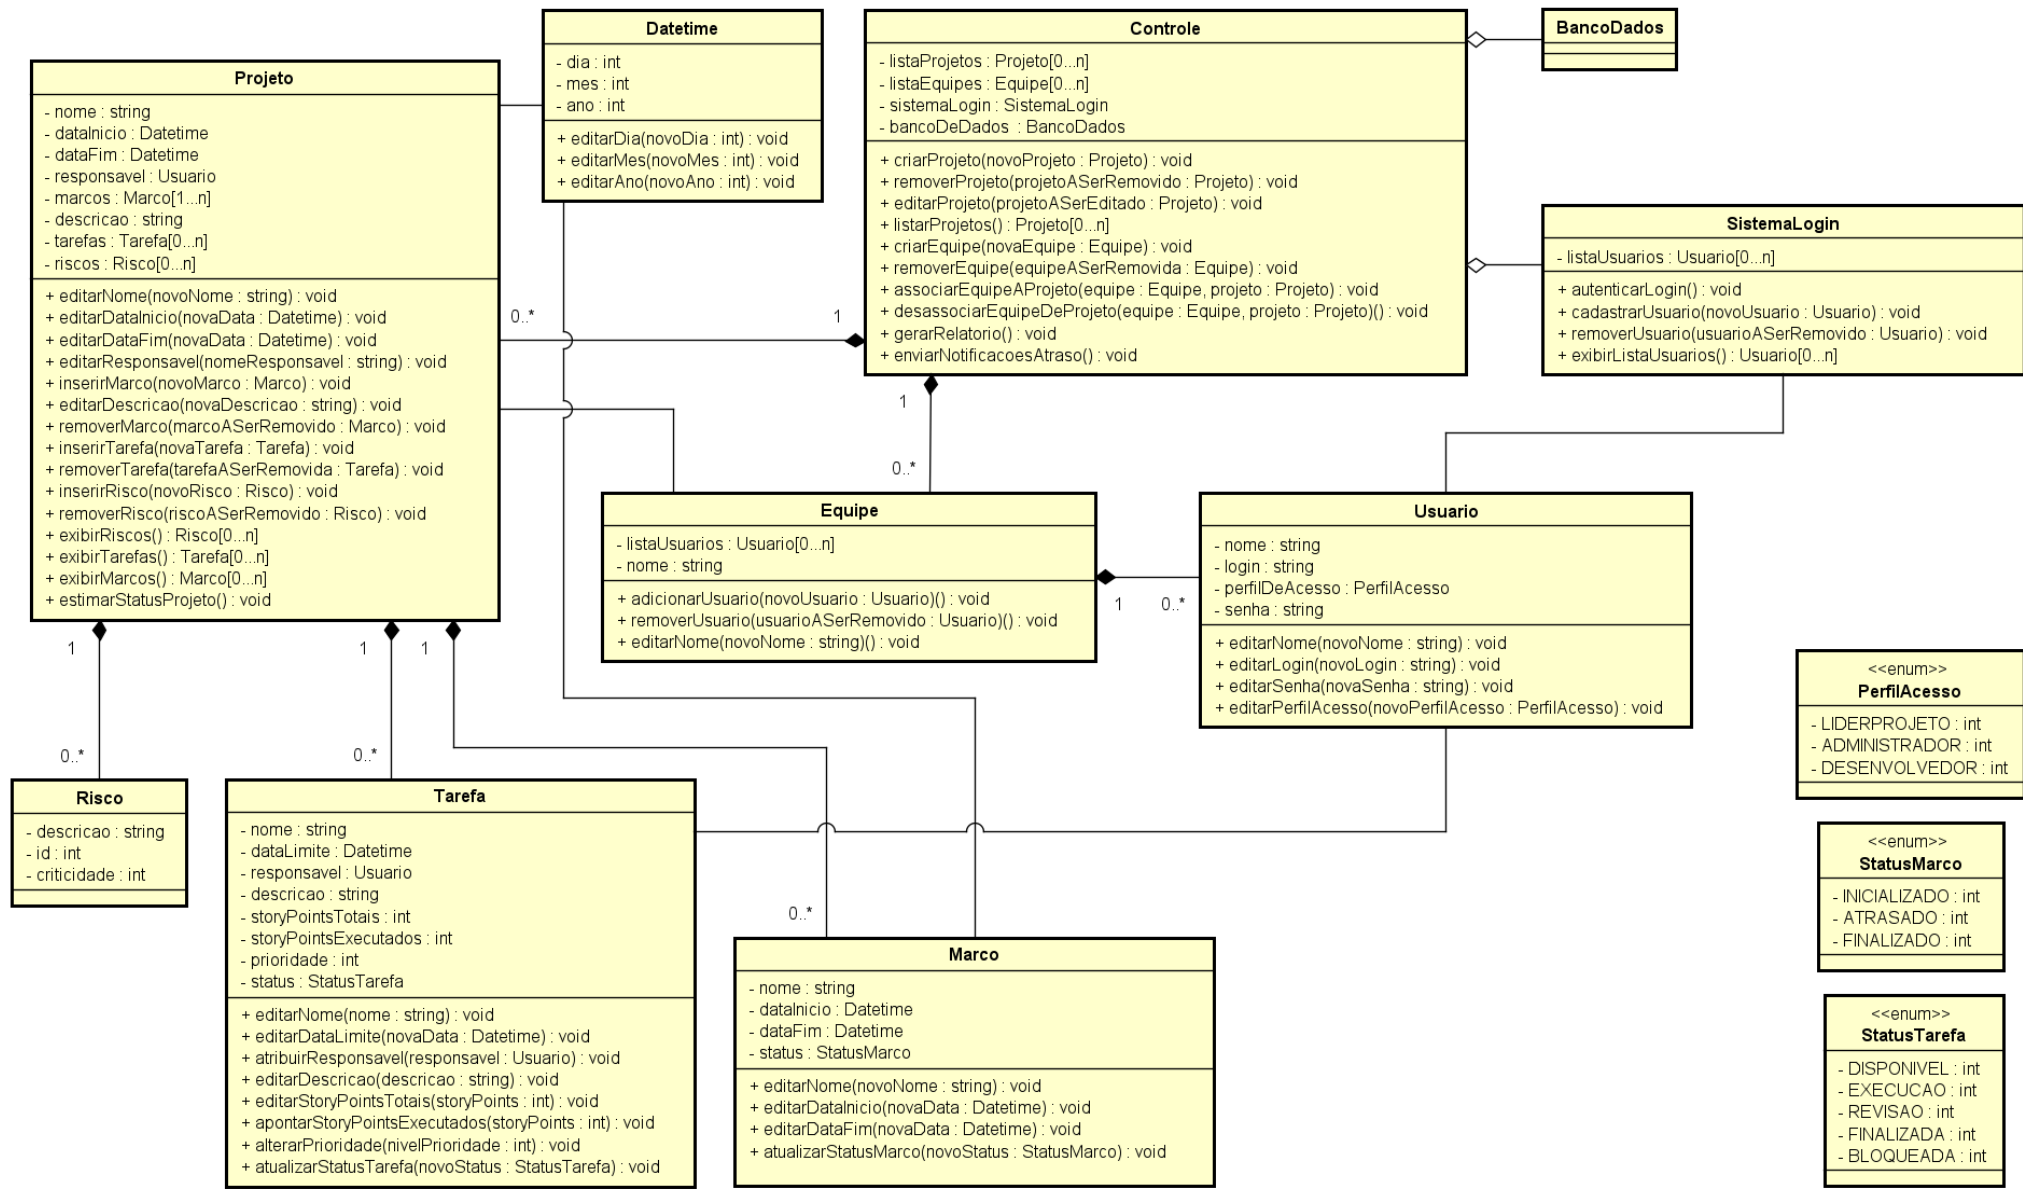 Projeto
- nome : string
- dataInicio : Datetime
- dataFim : Datetime
- responsavel : Usuario
- marcos : Marco[1...n]
- descricao : string
- tarefas : Tarefa[0...n]
- riscos : Risco[0...n]
+ editarNome(novoNome : string) : void
+ editarDataInicio(novaData : Datetime) : void
+ editarDataFim(novaData : Datetime) : void
+ editarResponsavel(nomeResponsavel : string) : void
+ inserirMarco(novoMarco : Marco) : void
+ editarDescricao(novaDescricao : string) : void
+ removerMarco(marcoASerRemovido : Marco) : void
+ inserirTarefa(novaTarefa : Tarefa) : void
+ removerTarefa(tarefaASerRemovida : Tarefa) : void
+ inserirRisco(novoRisco : Risco) : void
+ removerRisco(riscoASerRemovido : Risco) : void
+ exibirRiscos() : Risco[0...n]
+ exibirTarefas() : Tarefa[0...n]
+ exibirMarcos() : Marco[0...n]
+ estimarStatusProjeto() : void
Datetime
- dia : int
- mes : int
- ano : int
+ editarDia(novoDia : int) : void
+ editarMes(novoMes : int) : void
+ editarAno(novoAno : int) : void
Controle
- listaProjetos : Projeto[0...n]
- listaEquipes : Equipe[0...n]
- sistemaLogin : SistemaLogin
- bancoDeDados : BancoDados
+ criarProjeto(novoProjeto : Projeto) : void
+ removerProjeto(projetoASerRemovido : Projeto) : void
+ editarProjeto(projetoASerEditado : Projeto) : void
+ listarProjetos() : Projeto[0...n]
+ criarEquipe(novaEquipe : Equipe) : void
+ removerEquipe(equipeASerRemovida : Equipe) : void
+ associarEquipeAProjeto(equipe : Equipe, projeto : Projeto) : void
+ desassociarEquipeDeProjeto(equipe : Equipe, projeto : Projeto)() : void
+ gerarRelatorio() : void
+ enviarNotificacoesAtraso() : void
BancoDados
SistemaLogin
- listaUsuarios : Usuario[0...n]
+ autenticarLogin() : void
+ cadastrarUsuario(novoUsuario : Usuario) : void
+ removerUsuario(usuarioASerRemovido : Usuario) : void
+ exibirListaUsuarios() : Usuario[0...n]
0..*
1
1
0..*
Equipe
- listaUsuarios : Usuario[0...n]
- nome : string
+ adicionarUsuario(novoUsuario : Usuario)() : void
+ removerUsuario(usuarioASerRemovido : Usuario)() : void
+ editarNome(novoNome : string)() : void
1
0..*
Usuario
- nome : string
- login : string
- perfilDeAcesso : PerfilAcesso
- senha : string
+ editarNome(novoNome : string) : void
+ editarLogin(novoLogin : string) : void
+ editarSenha(novaSenha : string) : void
+ editarPerfilAcesso(novoPerfilAcesso : PerfilAcesso) : void
1
1
1
0..*
0..*
0..*
Risco
- descricao : string
- id : int
- criticidade : int
Tarefa
- nome : string
- dataLimite : Datetime
- responsavel : Usuario
- descricao : string
- storyPointsTotais : int
- storyPointsExecutados : int
- prioridade : int
- status : StatusTarefa
+ editarNome(nome : string) : void
+ editarDataLimite(novaData : Datetime) : void
+ atribuirResponsavel(responsavel : Usuario) : void
+ editarDescricao(descricao : string) : void
+ editarStoryPointsTotais(storyPoints : int) : void
+ apontarStoryPointsExecutados(storyPoints : int) : void
+ alterarPrioridade(nivelPrioridade : int) : void
+ atualizarStatusTarefa(novoStatus : StatusTarefa) : void
Marco
- nome : string
- dataInicio : Datetime
- dataFim : Datetime
- status : StatusMarco
+ editarNome(novoNome : string) : void
+ editarDataInicio(novaData : Datetime) : void
+ editarDataFim(novaData : Datetime) : void
+ atualizarStatusMarco(novoStatus : StatusMarco) : void
<<enum>>
PerfilAcesso
- LIDERPROJETO : int
- ADMINISTRADOR : int
- DESENVOLVEDOR : int
<<enum>>
StatusMarco
- INICIALIZADO : int
- ATRASADO : int
- FINALIZADO : int
<<enum>>
StatusTarefa
- DISPONIVEL : int
- EXECUCAO : int
- REVISAO : int
- FINALIZADA : int
- BLOQUEADA : int